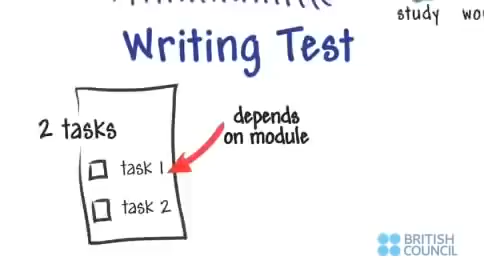 study
Writing Test
2 tasks
depends
on module
task 1
task 2
BRITISH
COUNCIL